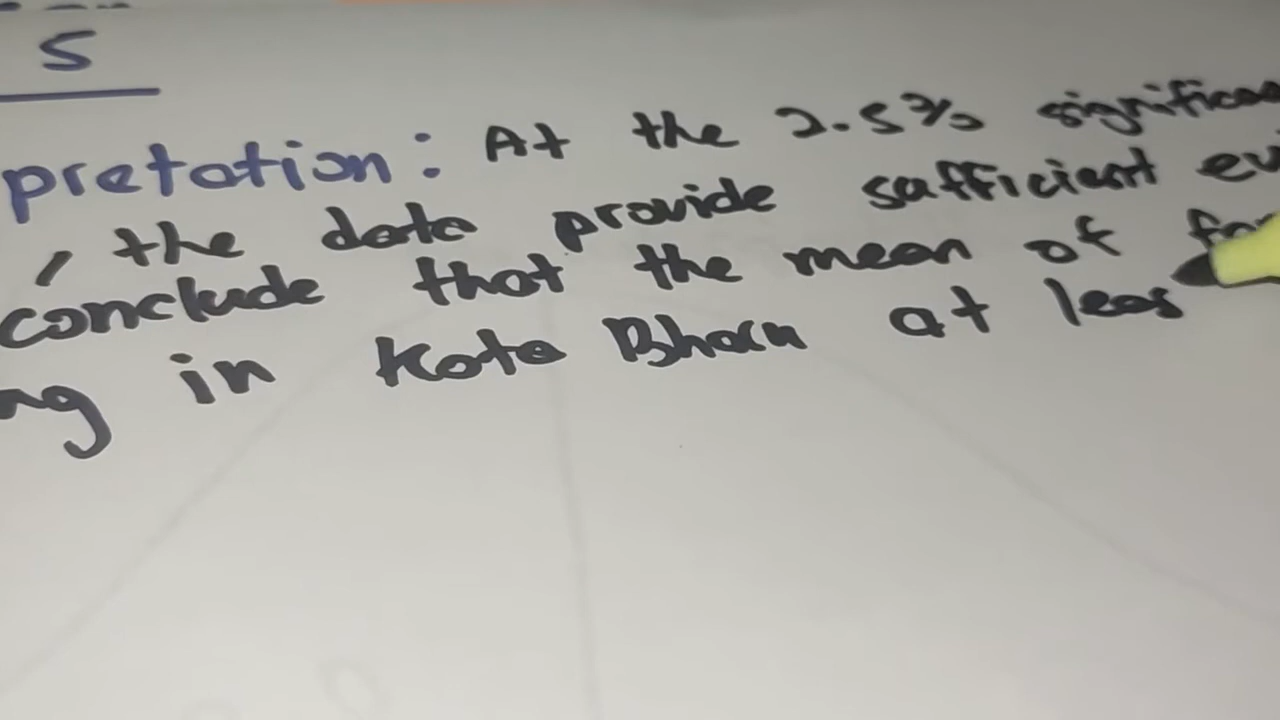 S
pretation: At the 2.5% significa
, the data provide sufficient ev
conclude that the mean of fo
ng in Kota Bharu at leas